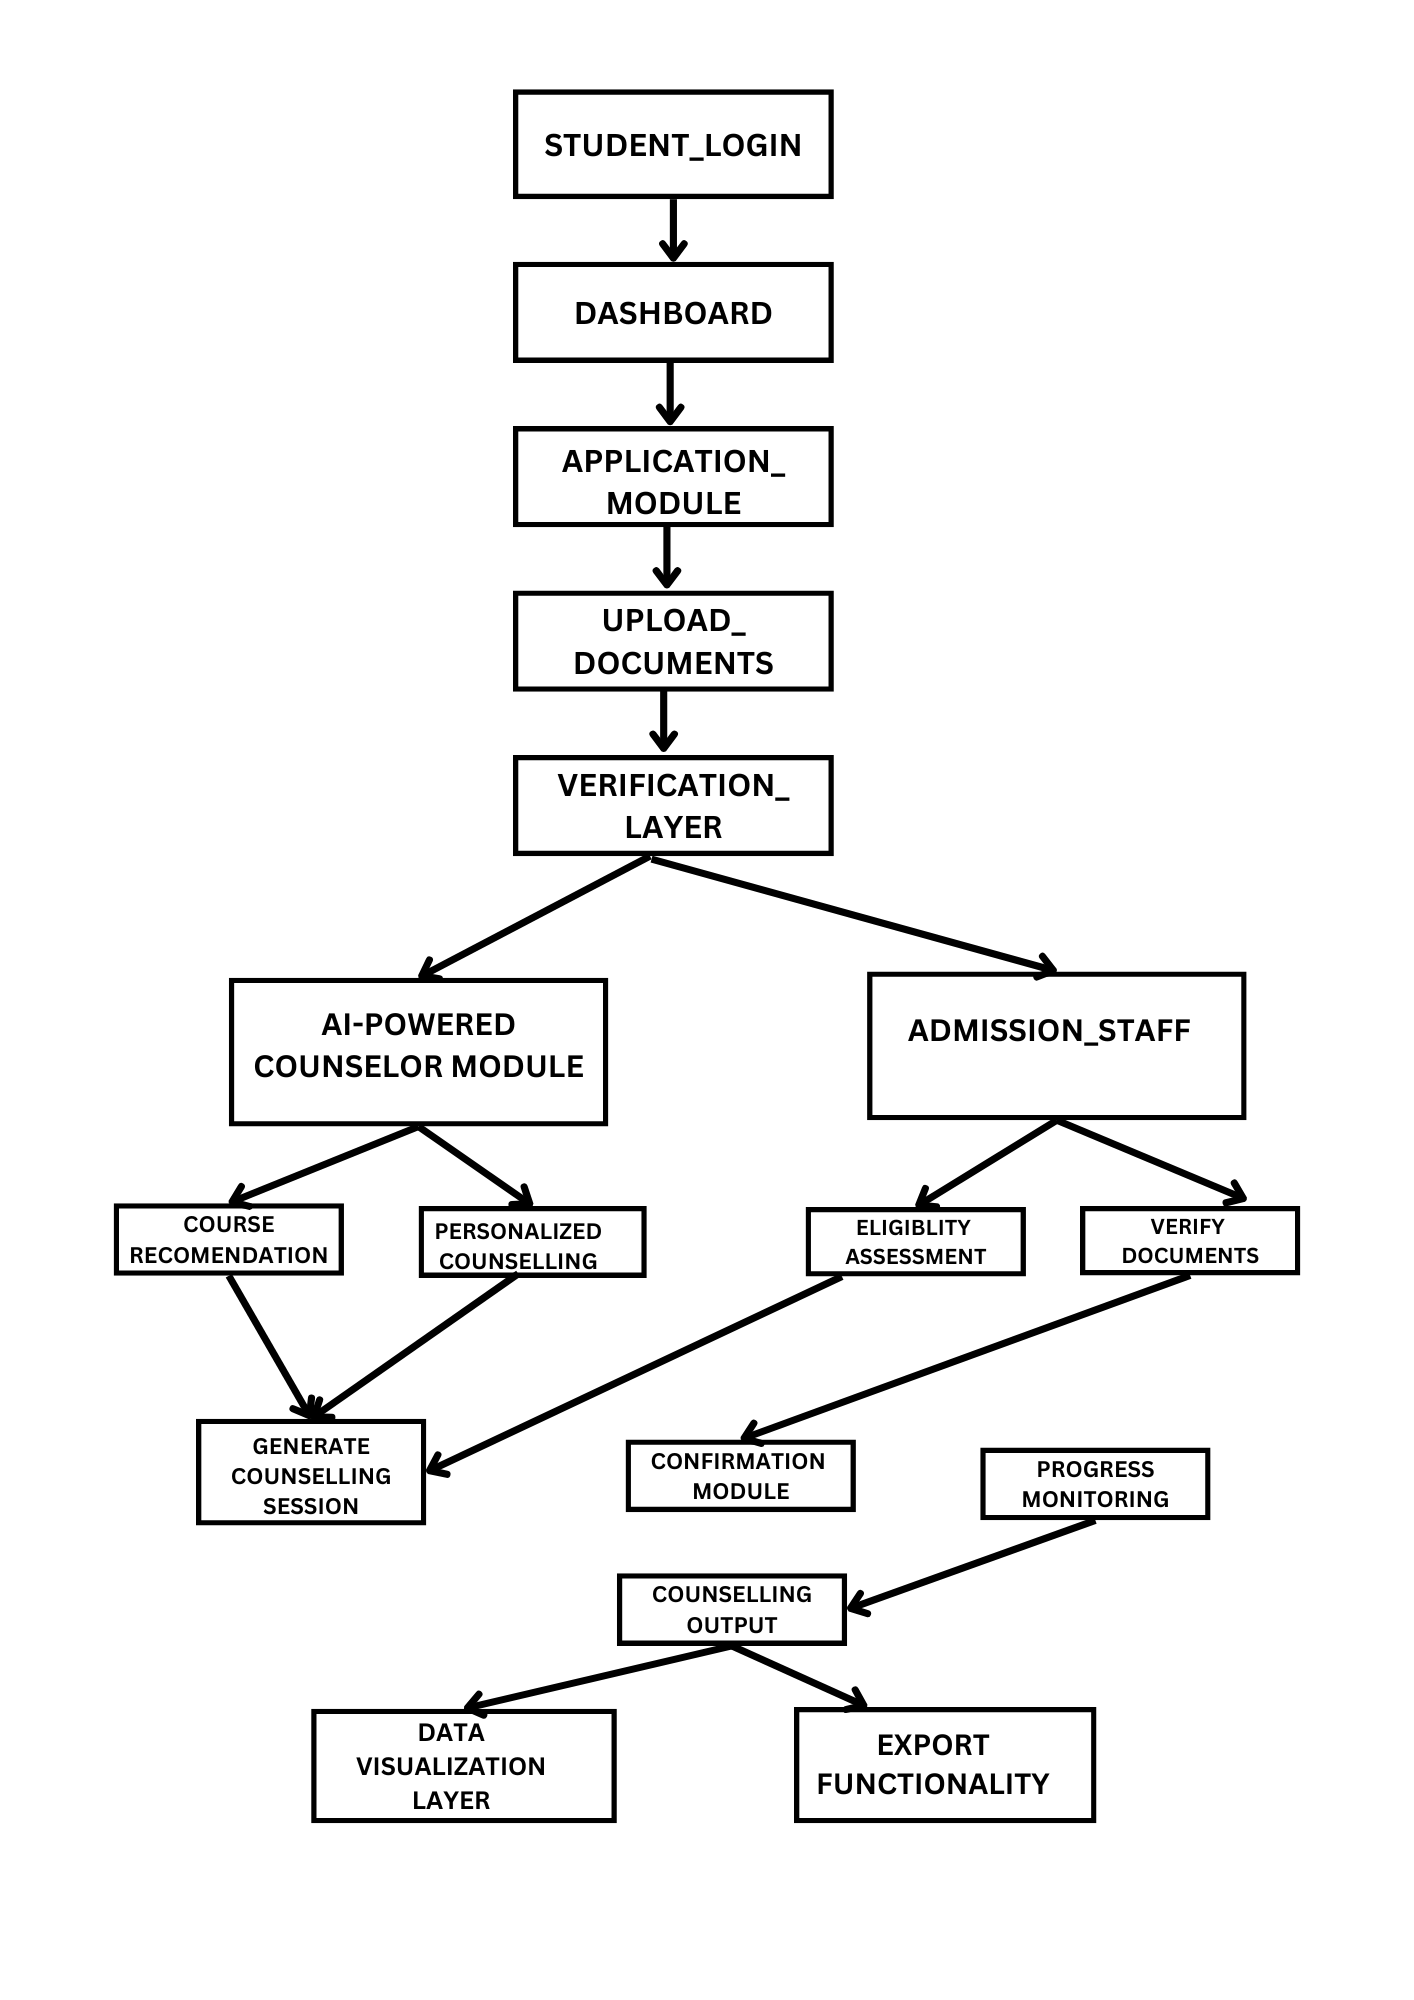 STUDENT_LOGIN
DASHBOARD
APPLICATION_
MODULE
UPLOAD_
DOCUMENTS
VERIFICATION_
LAYER
AI-POWERED
COUNSELOR MODULE
ADMISSION_STAFF
COURSE
RECOMENDATION
PERSONALIZED
COUNSELLING
ELIGIBLITY
ASSESSMENT
VERIFY
DOCUMENTS
GENERATE
COUNSELLING
SESSION
CONFIRMATION
MODULE
PROGRESS
MONITORING
COUNSELLING
OUTPUT
DATA
VISUALIZATION
LAYER
EXPORT
FUNCTIONALITY